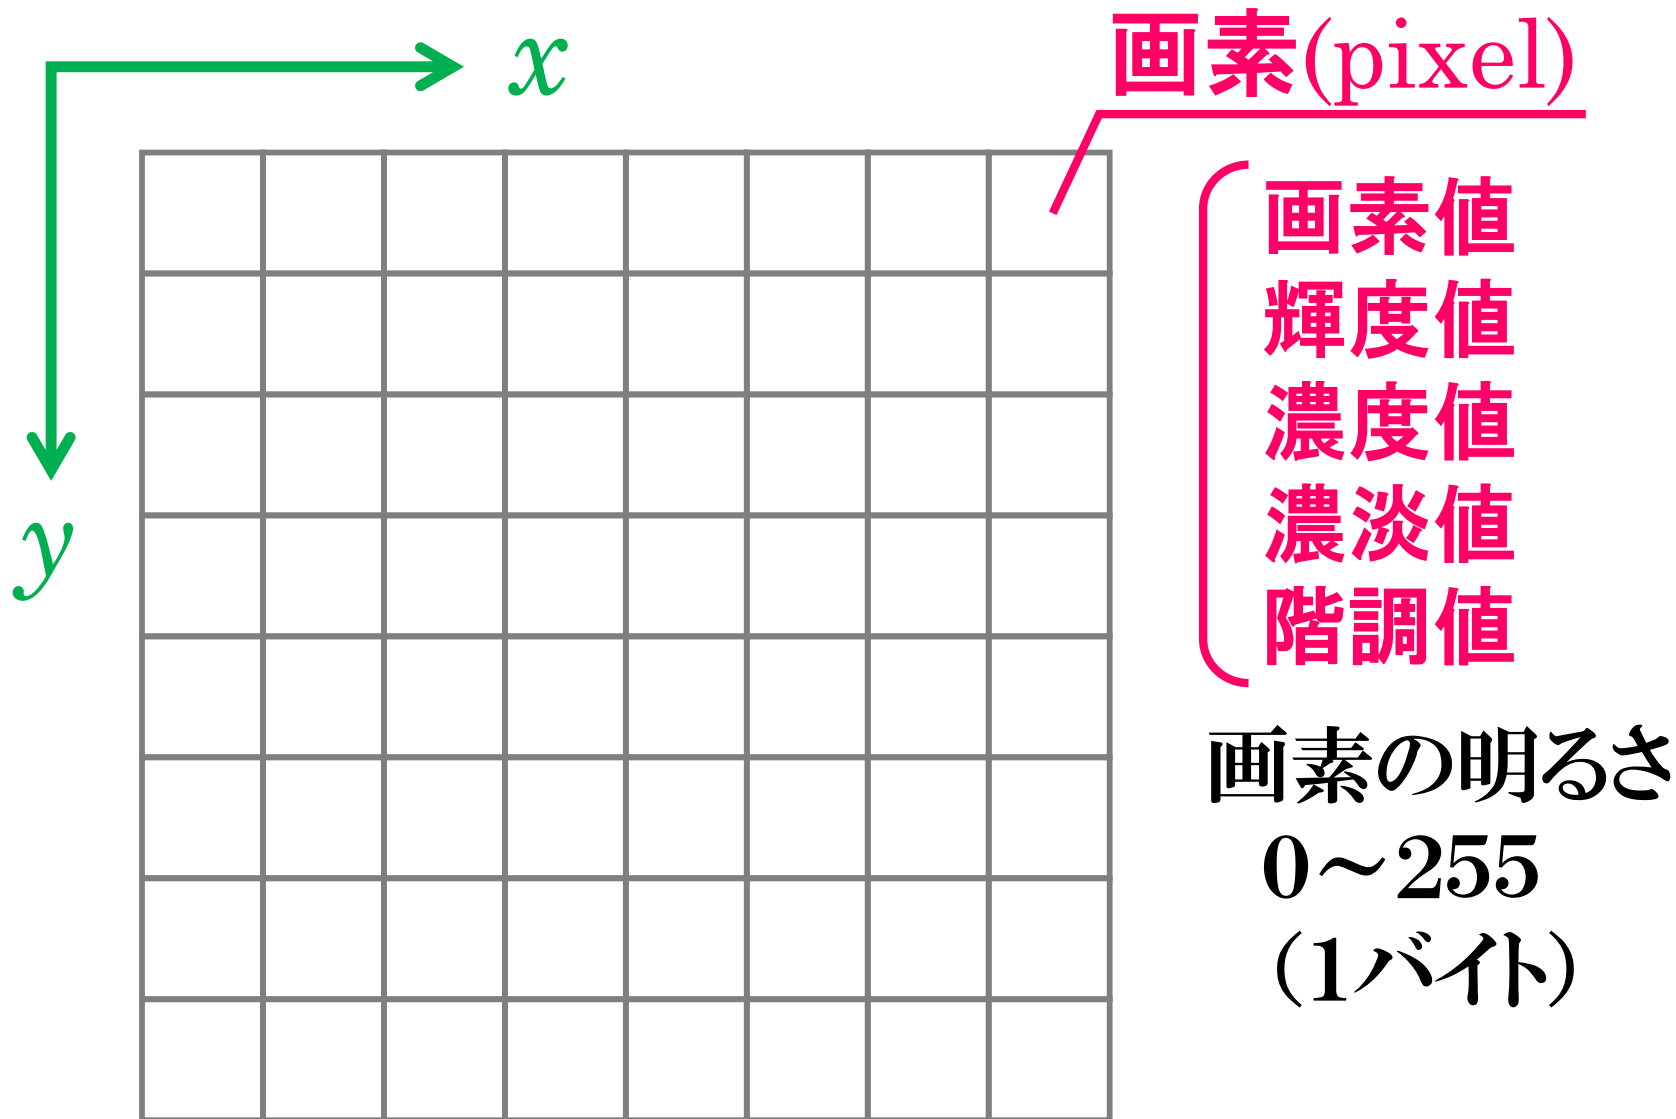 x
画素(pixel)
y
画素値
輝度値
濃度値
濃淡値
階調値
画素の明るさ
0～255
(1バイト)